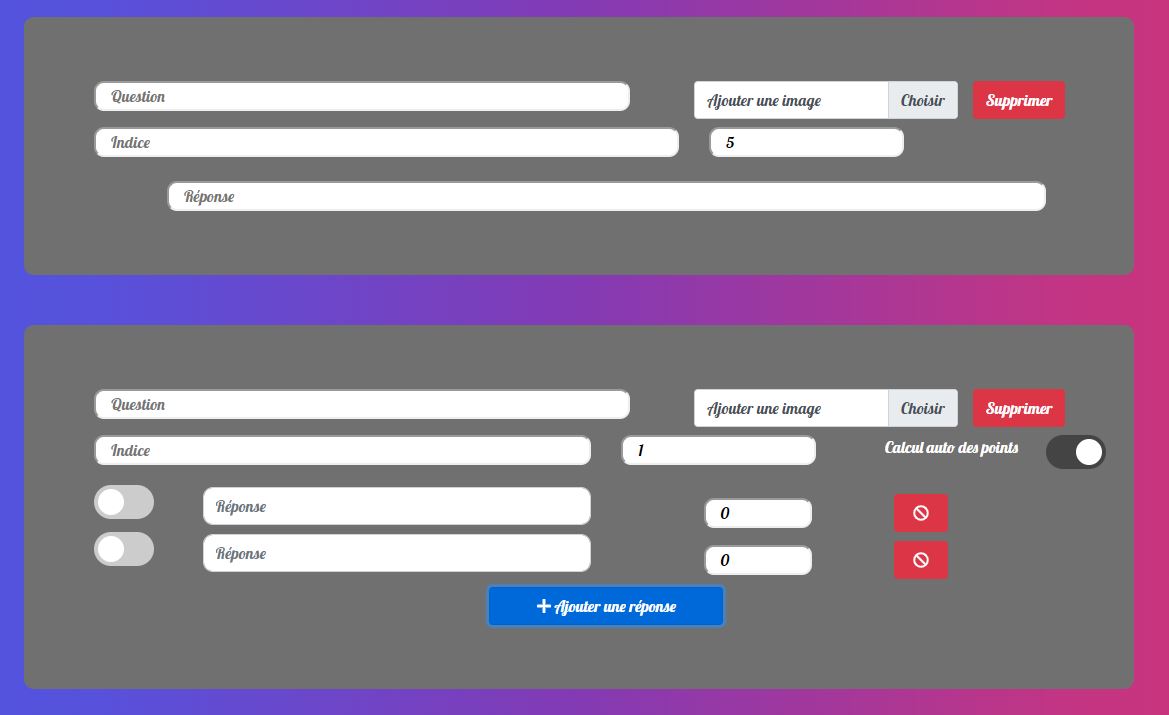 Question
Ajouter une image Choisir Supprimer
Indice 5
Réponse
Question
Ajouter une image Choisir Supprimer
Indice 1 Calcul auto des points
Réponse 0
Réponse 0
Ajouter une réponse